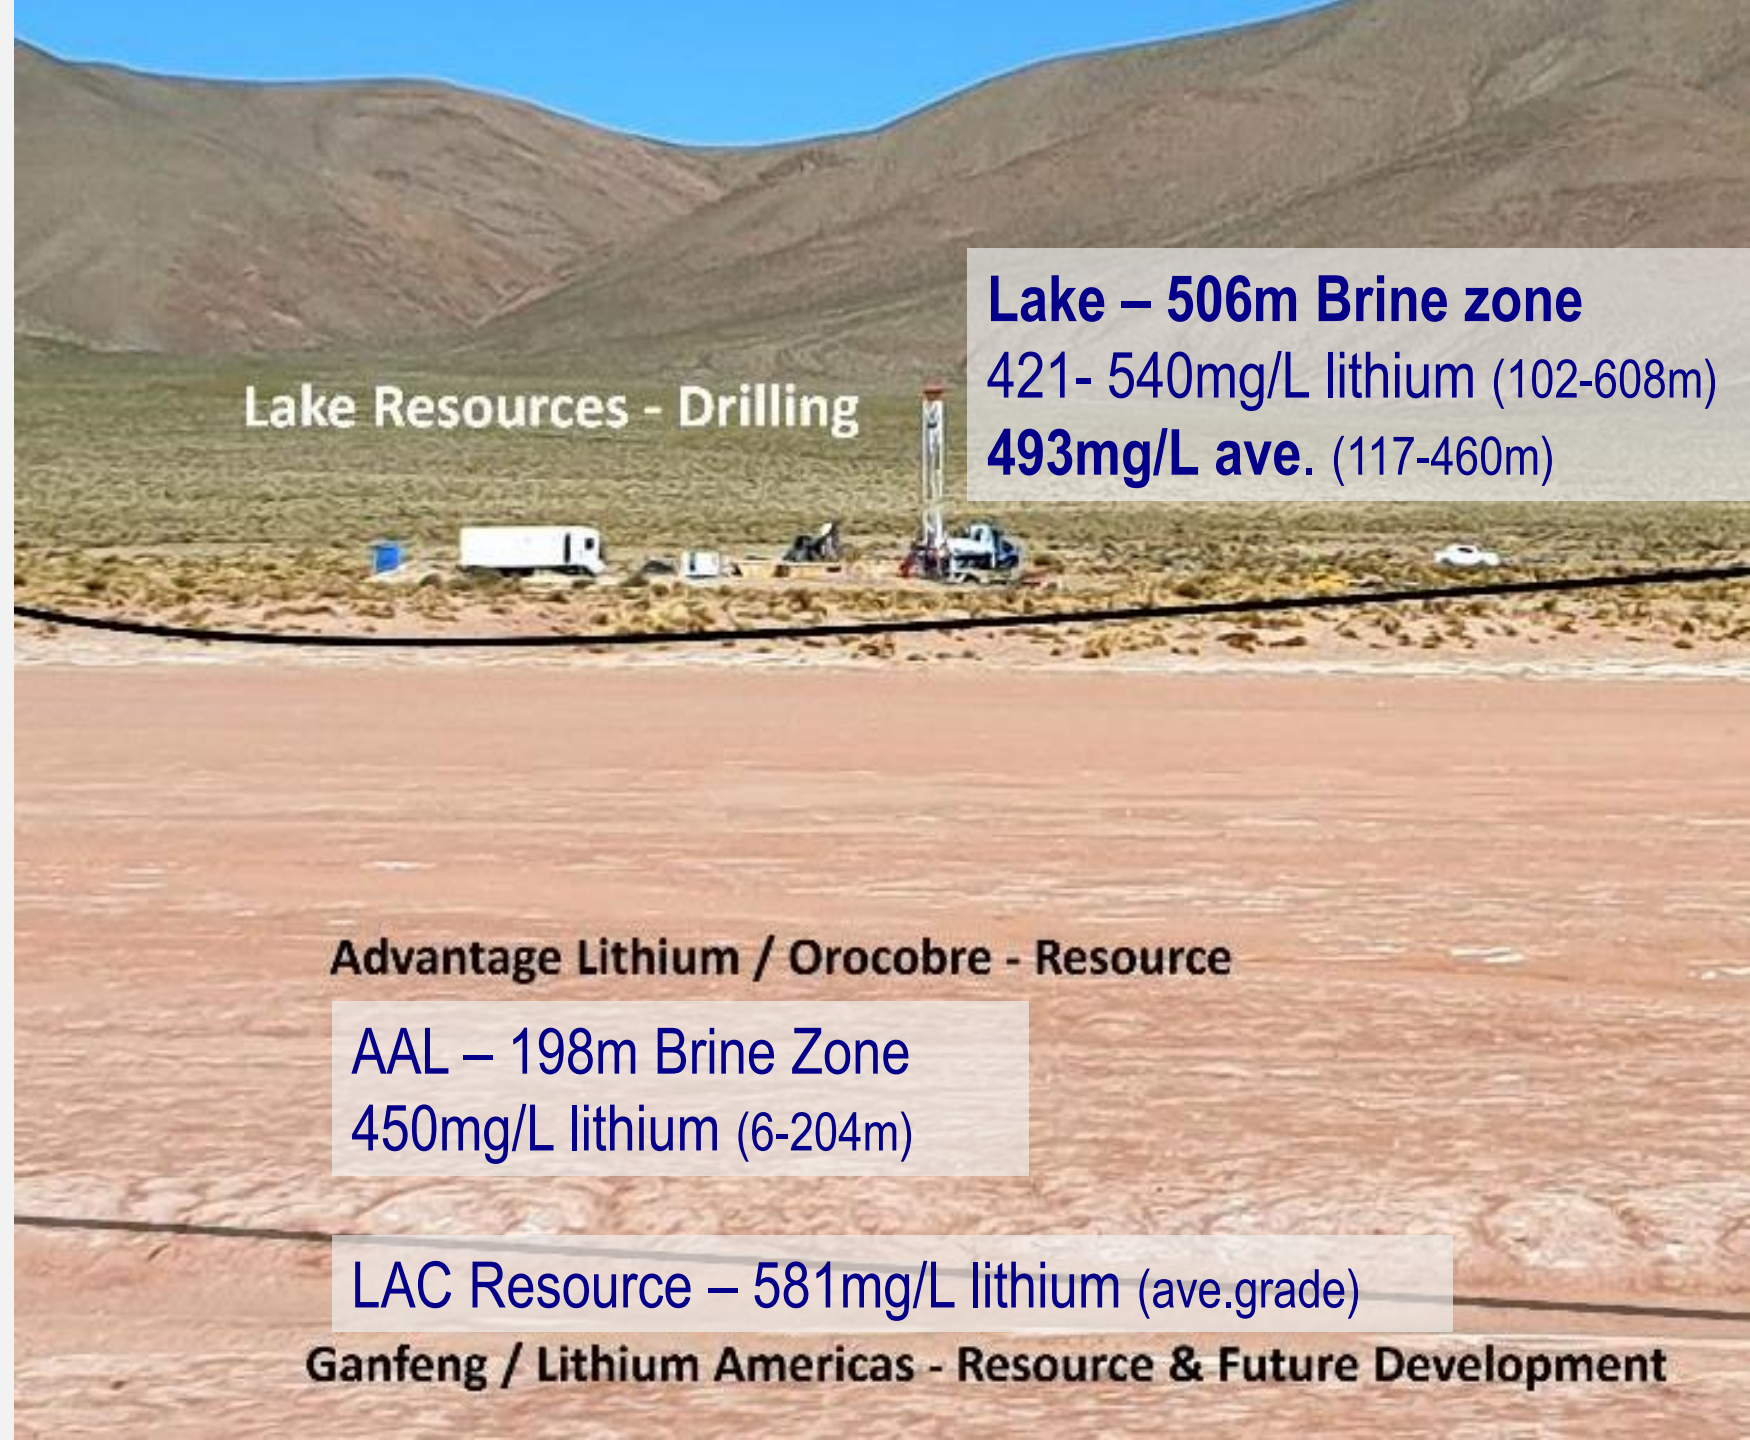 Lake – 506m Brine zone
421- 540mg/L lithium (102-608m)
493mg/L ave. (117-460m)
Lake Resources - Drilling
Advantage Lithium / Orocobre - Resource
AAL – 198m Brine Zone
450mg/L lithium (6-204m)
LAC Resource – 581mg/L lithium (ave.grade)
Ganfeng / Lithium Americas - Resource & Future Development